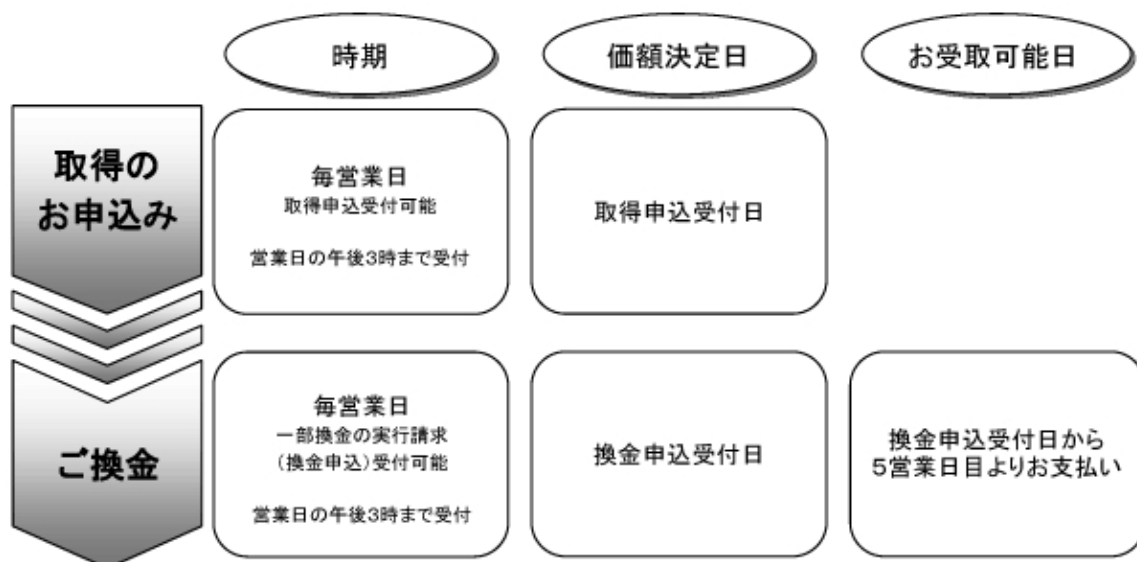 時期
価額決定日
お受取可能日
取得の
お申込み
毎営業日
取得申込受付可能
営業日の午後3時まで受付
取得申込受付日
ご換金
毎営業日
一部換金の実行請求
（換金申込）受付可能
営業日の午後3時まで受付
換金申込受付日
換金申込受付日から
5営業日目よりお支払い